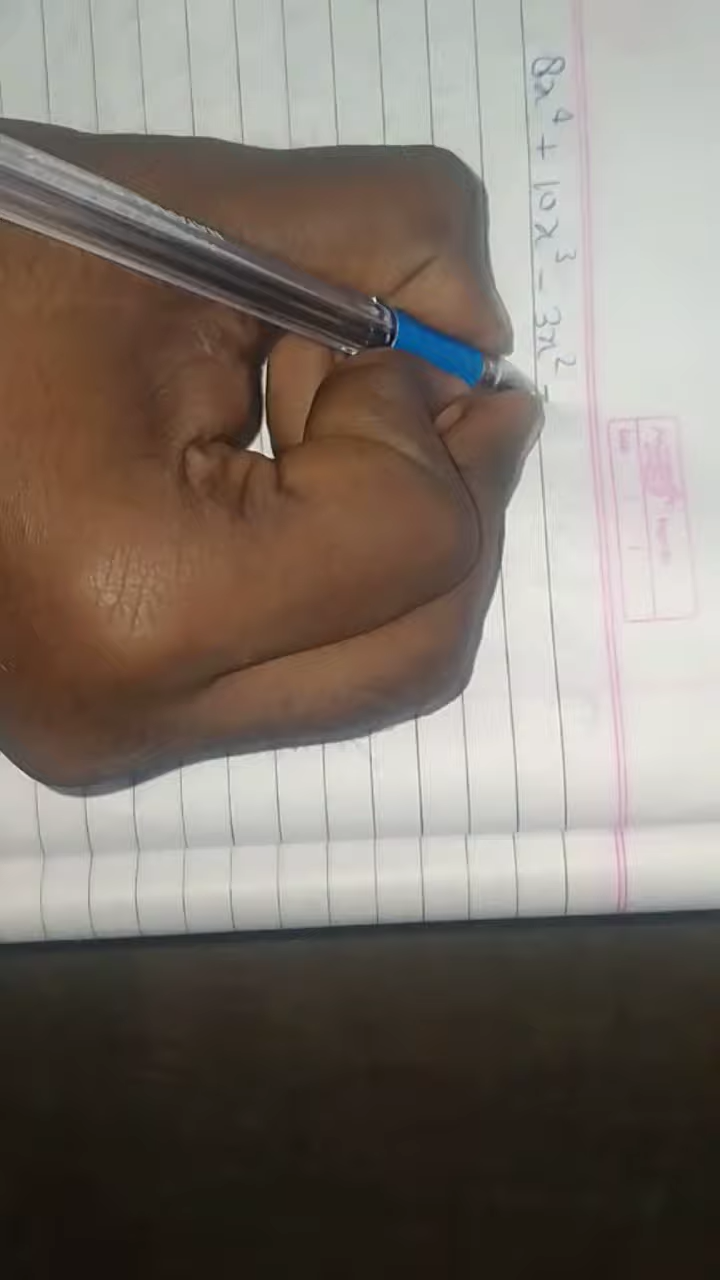 8x⁴ + 10x³ - 3x² -